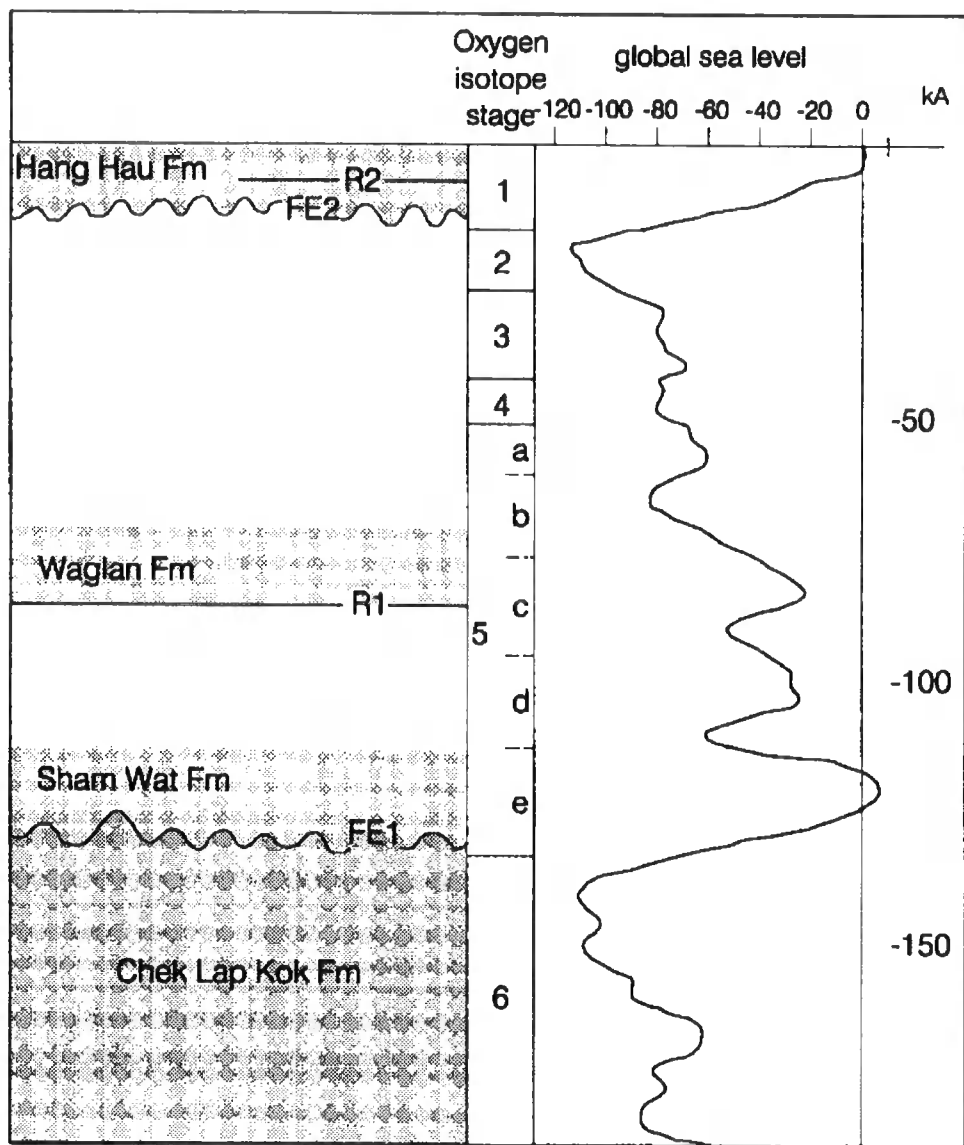 Oxygen
isotope
stage
global sea level
-120 -100 -80 -60 -40 -20 0 kA
Hang Hau Fm
R2
FE2
1
2
3
4
-50
a
b
Waglan Fm
R1
c
5
d
-100
Sham Wat Fm
e
FE1
-150
Chek Lap Kok Fm
6